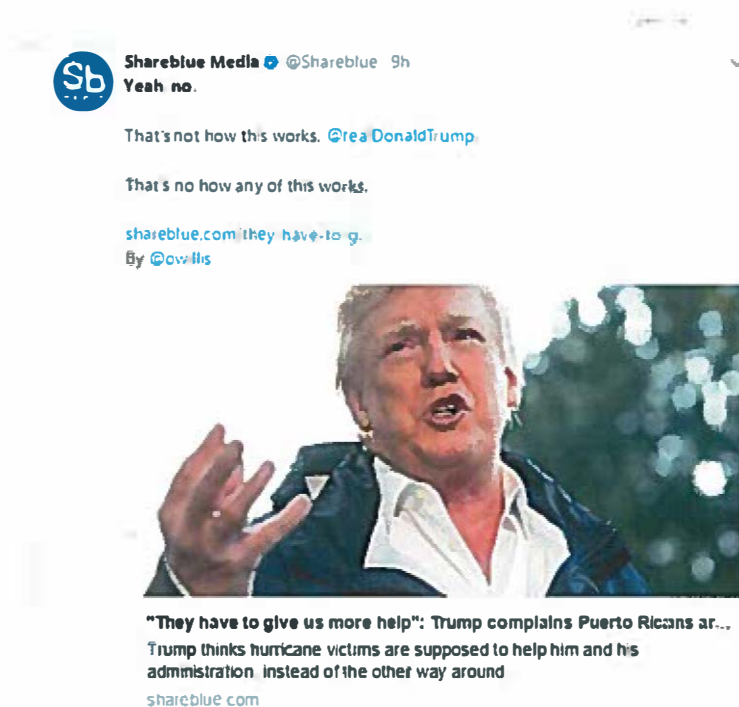 Sb
Shareblue Media @Shareblue 9h
Yeah no.
That's not how this works. @realDonaldTrump
That's no how any of this works.
shareblue.com/they-have-to-g.
By @owillis
"They have to give us more help": Trump complains Puerto Ricans ar...
Trump thinks hurricane victims are supposed to help him and his
administration instead of the other way around
shareblue com